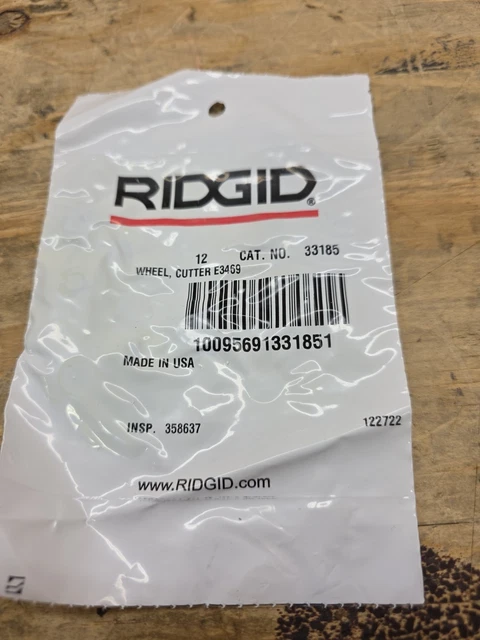 RIDGID®
12 CAT. NO. 33185
WHEEL, CUTTER E3469
10095691331851
MADE IN USA
INSP. 358637 122722
www.RIDGID.com